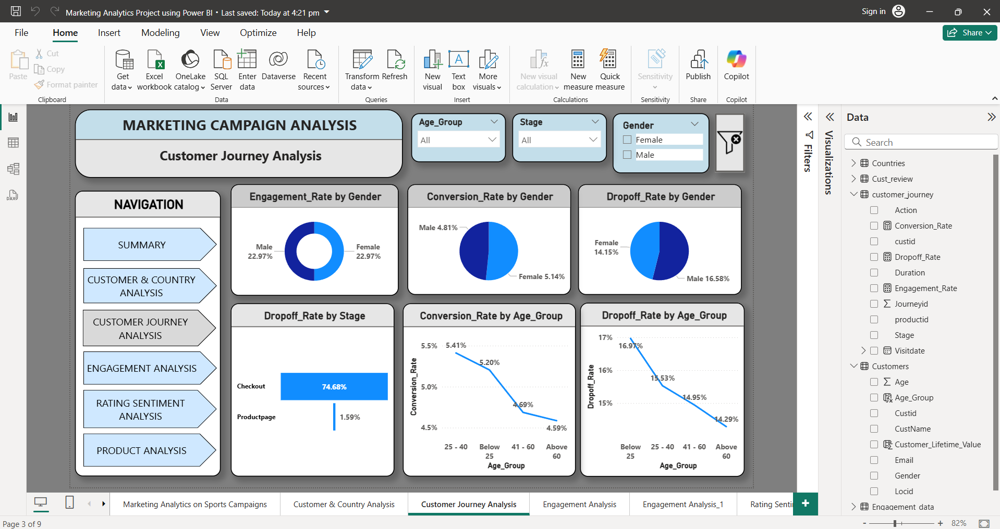 Marketing Analytics Project using Power BI • Last saved: Today at 4:21 pm
Sign in
File
Home
Insert
Modeling
View
Optimize
Help
Share
Paste
Cut
Copy
Format painter
Clipboard
Get data
Excel workbook
OneLake catalog
SQL Server
Enter data
Dataverse
Recent sources
Data
Transform data
Refresh
Queries
New visual
Text box
More visuals
Insert
New visual calculation
New measure
Quick measure
Calculations
Sensitivity
Sensitivity
Publish
Share
Copilot
Copilot
MARKETING CAMPAIGN ANALYSIS
Customer Journey Analysis
Age_Group
All
Stage
All
Gender
Female
Male
NAVIGATION
SUMMARY
CUSTOMER & COUNTRY
ANALYSIS
CUSTOMER JOURNEY
ANALYSIS
ENGAGEMENT ANALYSIS
RATING SENTIMENT
ANALYSIS
PRODUCT ANALYSIS
Engagement_Rate by Gender
Male
22.97%
Female
22.97%
Conversion_Rate by Gender
Male 4.81%
Female 5.14%
Dropoff_Rate by Gender
Female
14.15%
Male 16.58%
Dropoff_Rate by Stage
Checkout
74.68%
Productpage
1.59%
Conversion_Rate by Age_Group
Conversion_Rate
5.5%
5.0%
4.5%
5.41%
5.20%
4.69%
4.59%
25 - 40
Below
25
41 - 60
Above
60
Age_Group
Dropoff_Rate by Age_Group
Dropoff_Rate
17%
16%
15%
16.97%
15.53%
14.95%
14.29%
Below
25
25 - 40
41 - 60
Above
60
Age_Group
Filters
Visualizations
Data
Search
Countries
Cust_review
customer_journey
Action
Conversion_Rate
custid
Dropoff_Rate
Duration
Engagement_Rate
Journeyid
productid
Stage
Visitdate
Customers
Age
Age_Group
Custid
CustName
Customer_Lifetime_Value
Email
Gender
Locid
Engagement_data
Marketing Analytics on Sports Campaigns
Customer & Country Analysis
Customer Journey Analysis
Engagement Analysis
Engagement Analysis_1
Rating Senti
+
Page 3 of 9
- + 82%
DAX